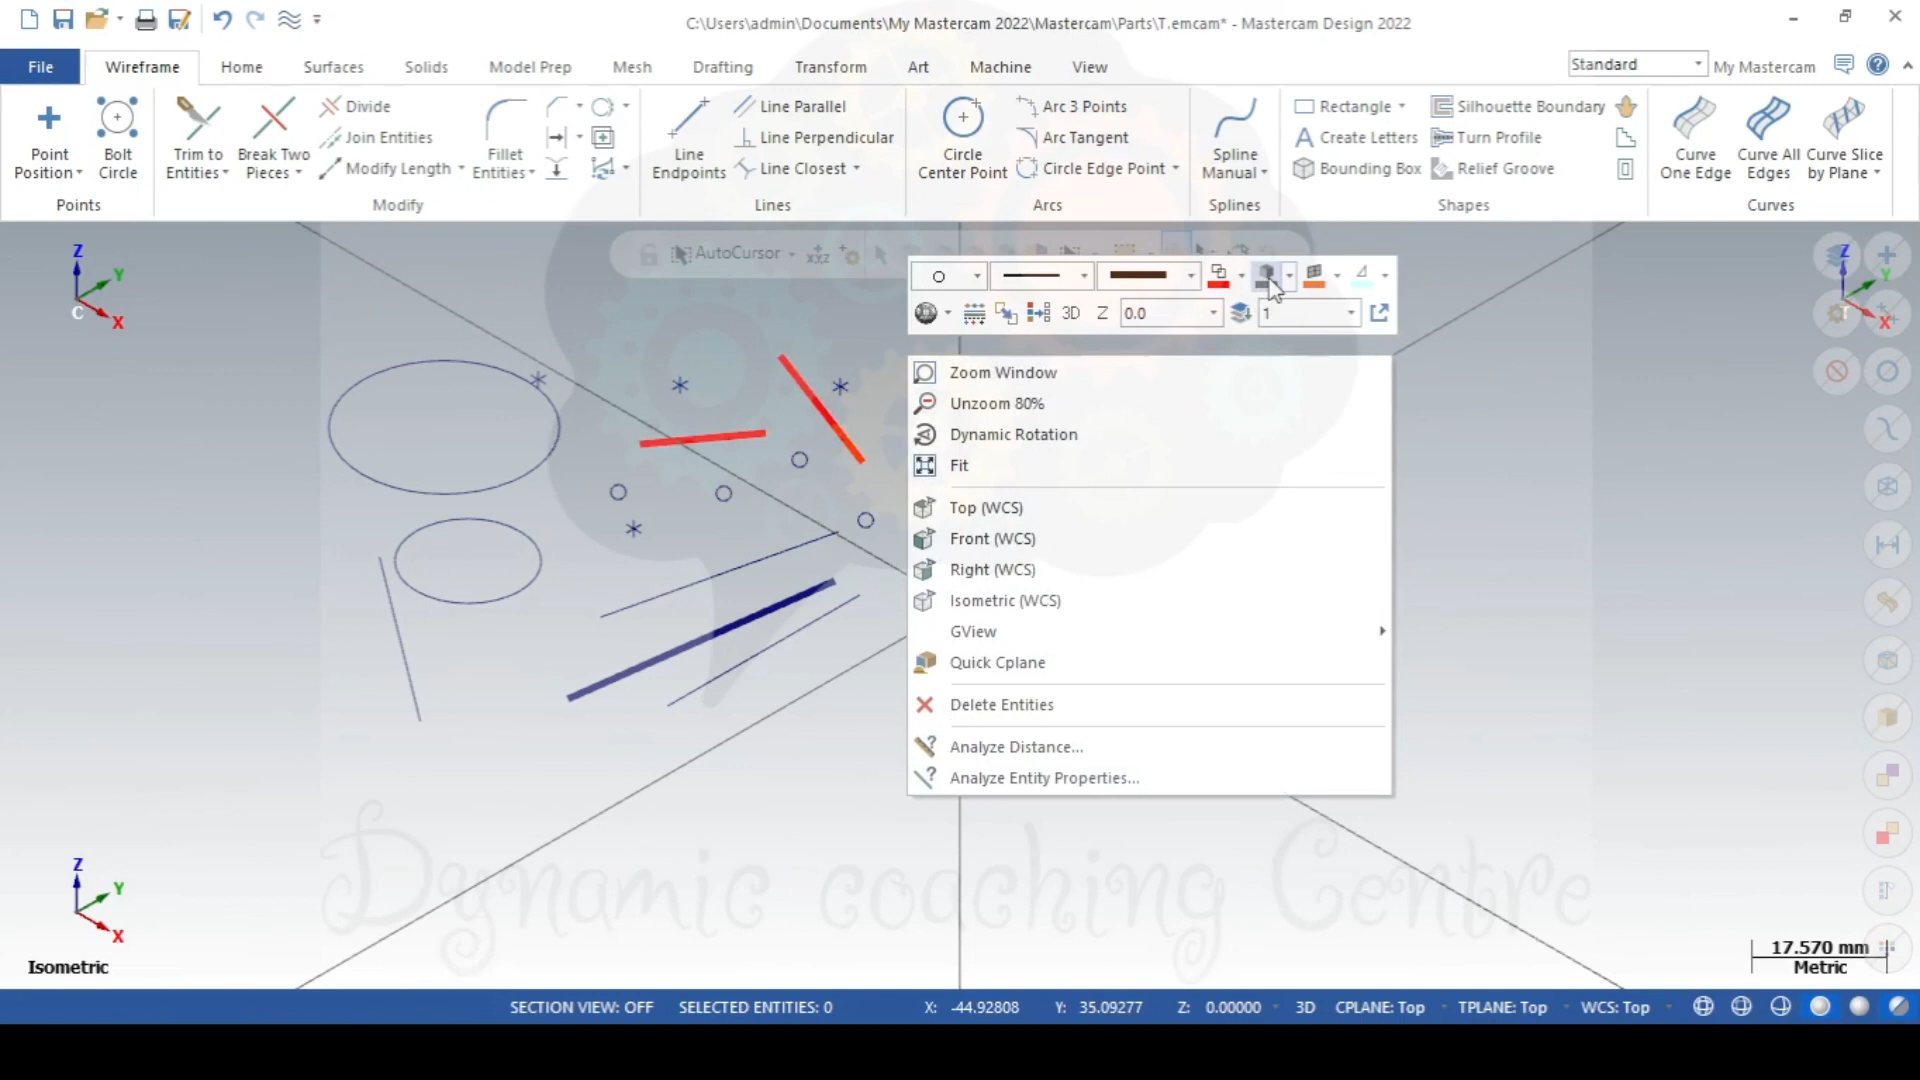 C:\Users\admin\Documents\My Mastercam 2022\Mastercam\Parts\T.emcam* - Mastercam Design 2022
File Wireframe Home Surfaces Solids Model Prep Mesh Drafting Transform Art Machine View Standard My Mastercam
Point Position
Bolt Circle
Points
Trim to Entities
Break Two Pieces
Divide
Join Entities
Modify Length
Fillet Entities
Modify
Line Endpoints
Line Parallel
Line Perpendicular
Line Closest
Lines
Circle Center Point
Arc 3 Points
Arc Tangent
Circle Edge Point
Arcs
Spline Manual
Splines
Rectangle
Create Letters
Bounding Box
Silhouette Boundary
Turn Profile
Relief Groove
Shapes
Curve One Edge
Curve All Edges
Curve Slice by Plane
Curves
AutoCursor
3D Z 0.0 1
Zoom Window
Unzoom 80%
Dynamic Rotation
Fit
Top (WCS)
Front (WCS)
Right (WCS)
Isometric (WCS)
GView
Quick Cplane
Delete Entities
Analyze Distance...
Analyze Entity Properties...
Z
Y
X
C
Z
Y
X
T
Dynamic coaching Centre
Z
Y
X
Isometric
17.570 mm
Metric
SECTION VIEW: OFF SELECTED ENTITIES: 0 X: -44.92808 Y: 35.09277 Z: 0.00000 3D CPLANE: Top TPLANE: Top WCS: Top